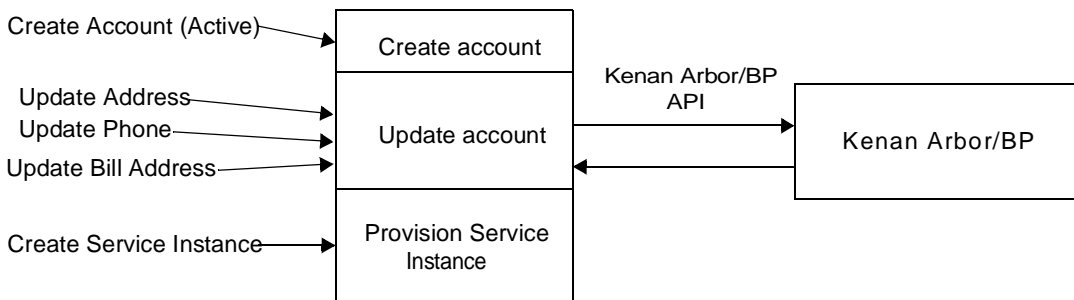 Create Account (Active)
Create account
Kenan Arbor/BP
API
Update Address
Update Phone
Update Bill Address
Update account
Kenan Arbor/BP
Create Service Instance
Provision Service
Instance